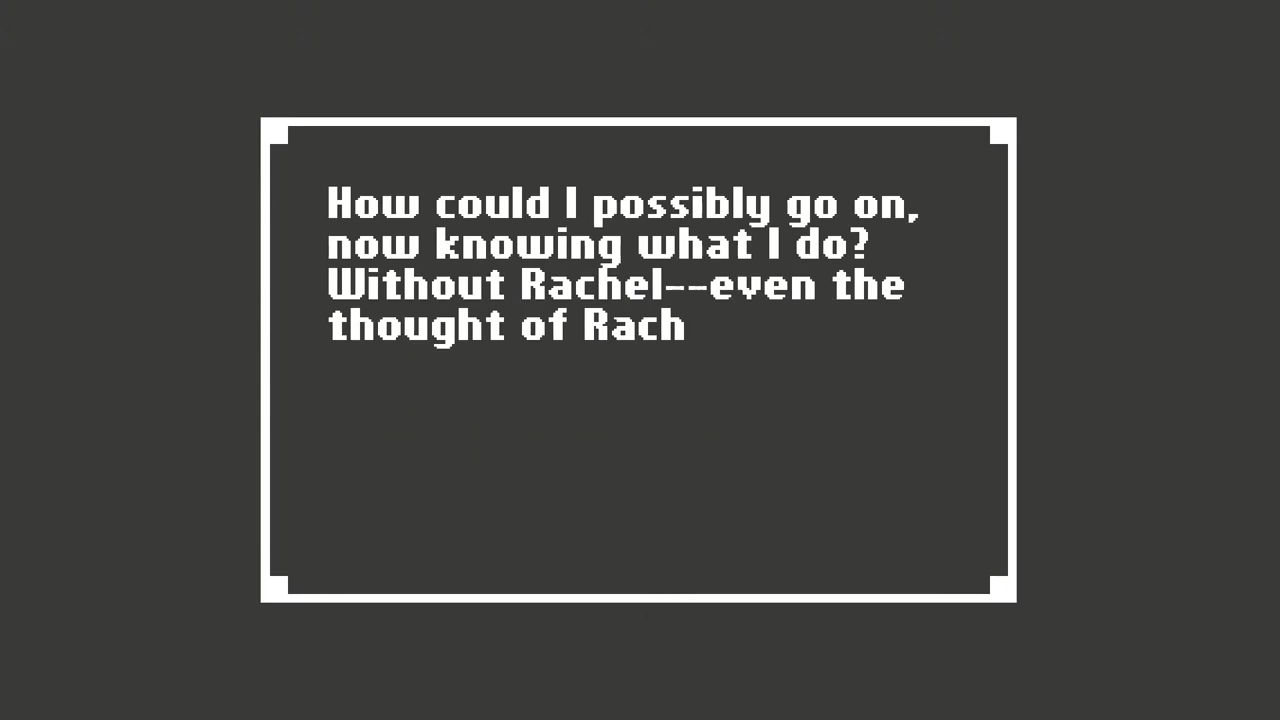 How could I possibly go on,
now knowing what I do?
Without Rachel--even the
thought of Rach